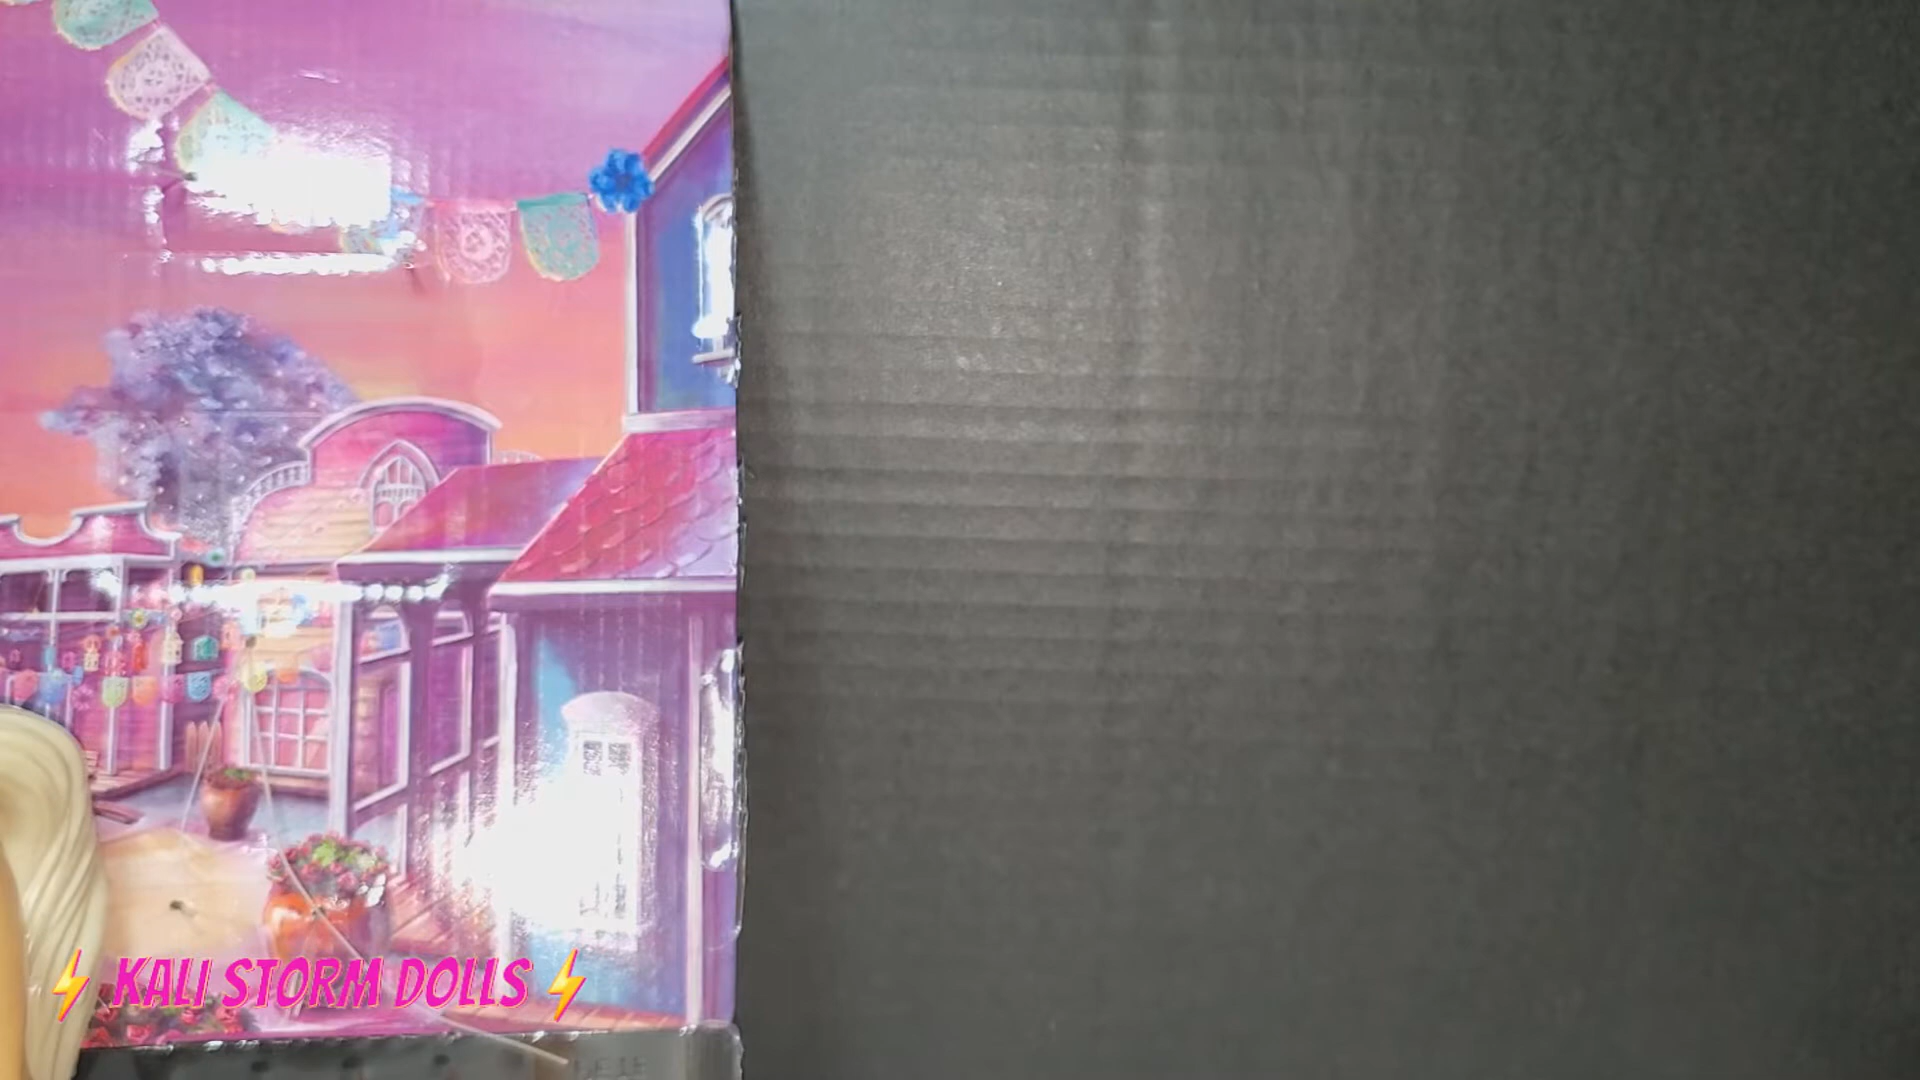 ⚡ KALI STORM DOLLS ⚡